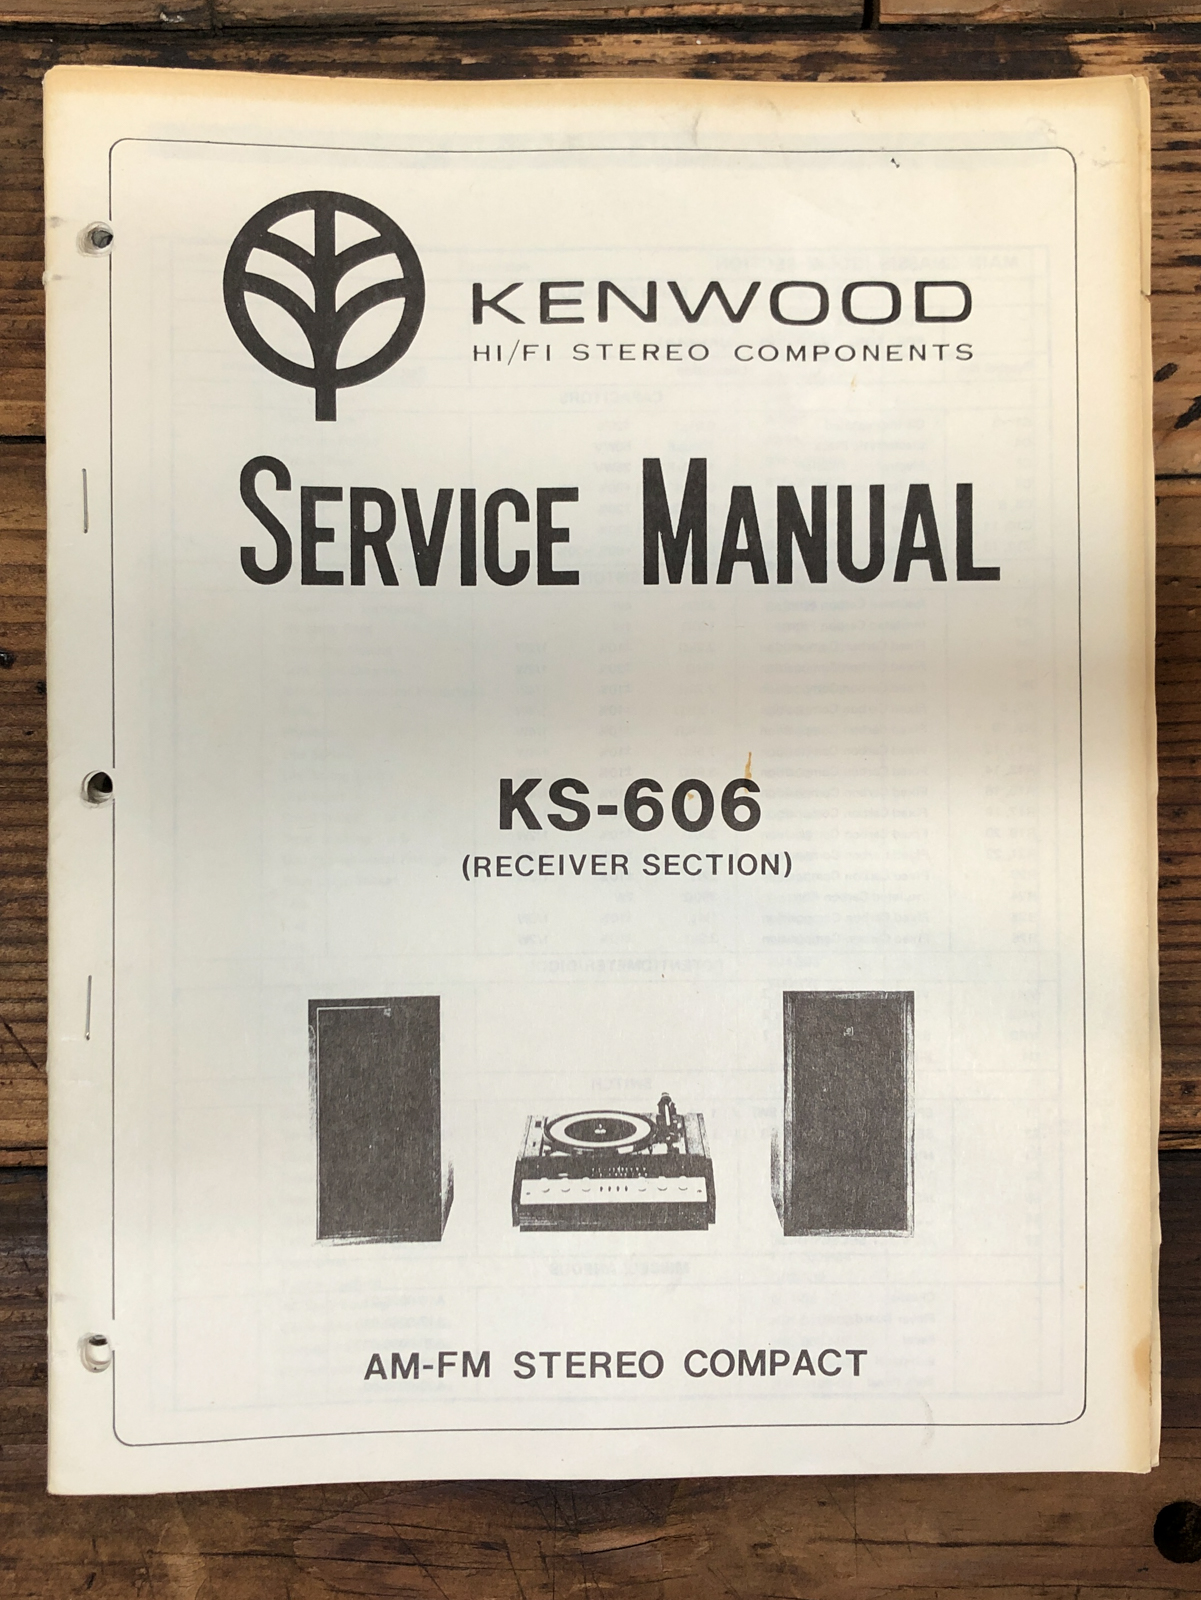 KENWOOD
HI/FI STEREO COMPONENTS
SERVICE MANUAL
KS-606
(RECEIVER SECTION)
AM-FM STEREO COMPACT